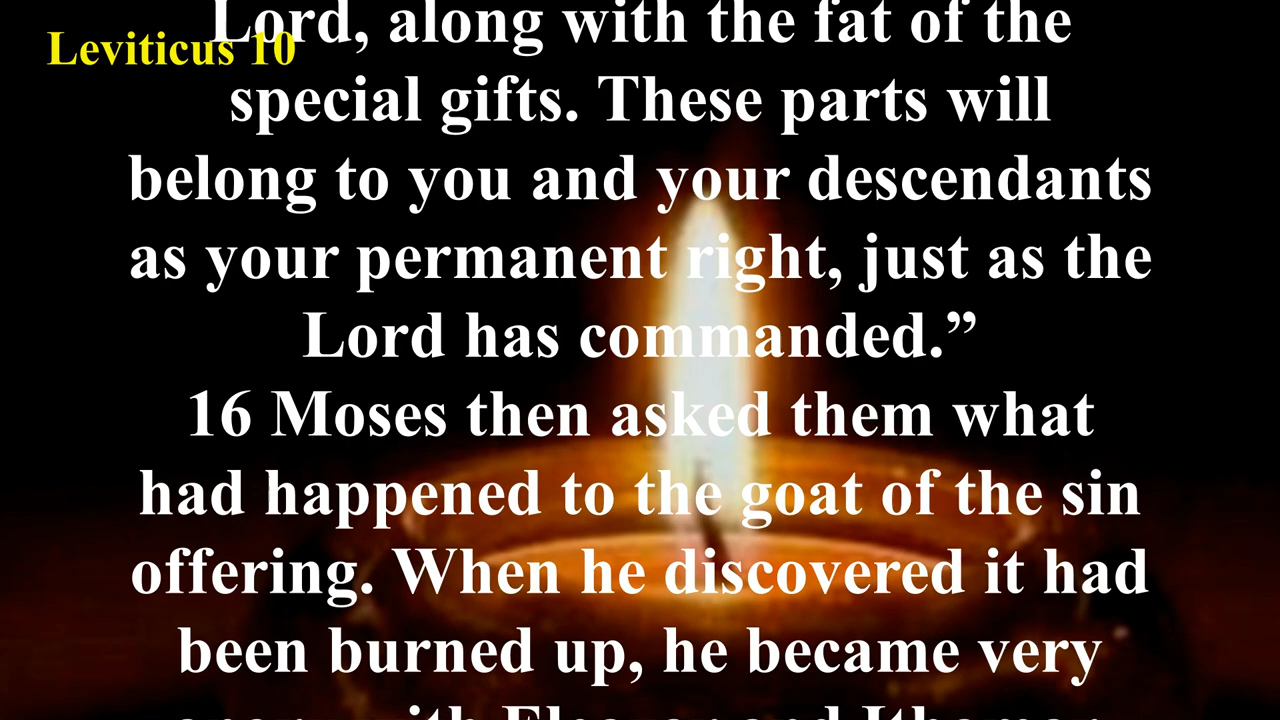 Leviticus 10
Lord, along with the fat of the
special gifts. These parts will
belong to you and your descendants
as your permanent right, just as the
Lord has commanded.”
16 Moses then asked them what
had happened to the goat of the sin
offering. When he discovered it had
been burned up, he became very